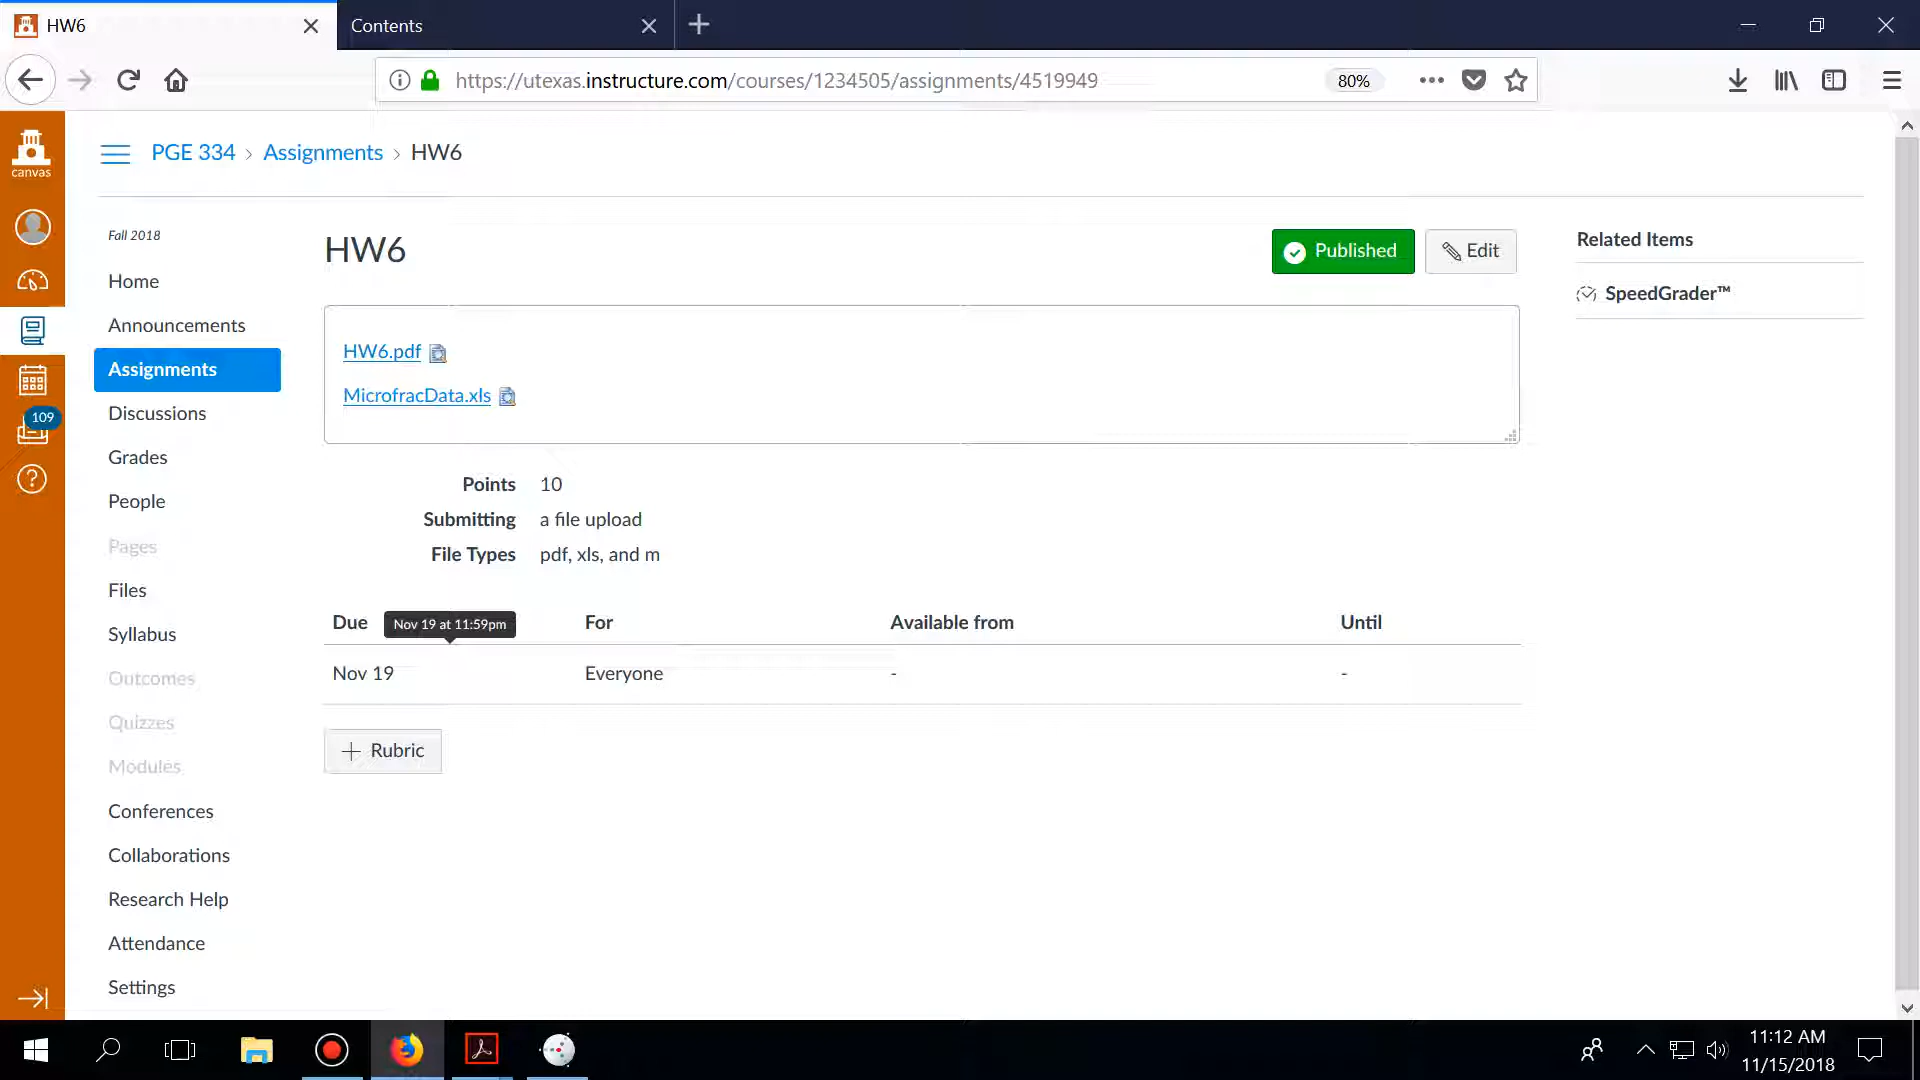 HW6
Contents
https://utexas.instructure.com/courses/1234505/assignments/4519949
80%
canvas
PGE 334 › Assignments › HW6
Fall 2018
Home
Announcements
Assignments
Discussions
Grades
People
Pages
Files
Syllabus
Outcomes
Quizzes
Modules
Conferences
Collaborations
Research Help
Attendance
Settings
109
HW6
Published
Edit
HW6.pdf
MicrofracData.xls
Points 10
Submitting a file upload
File Types pdf, xls, and m
Due For Available from Until
Nov 19 at 11:59pm
Nov 19 Everyone - -
+ Rubric
Related Items
SpeedGrader™
11:12 AM
11/15/2018